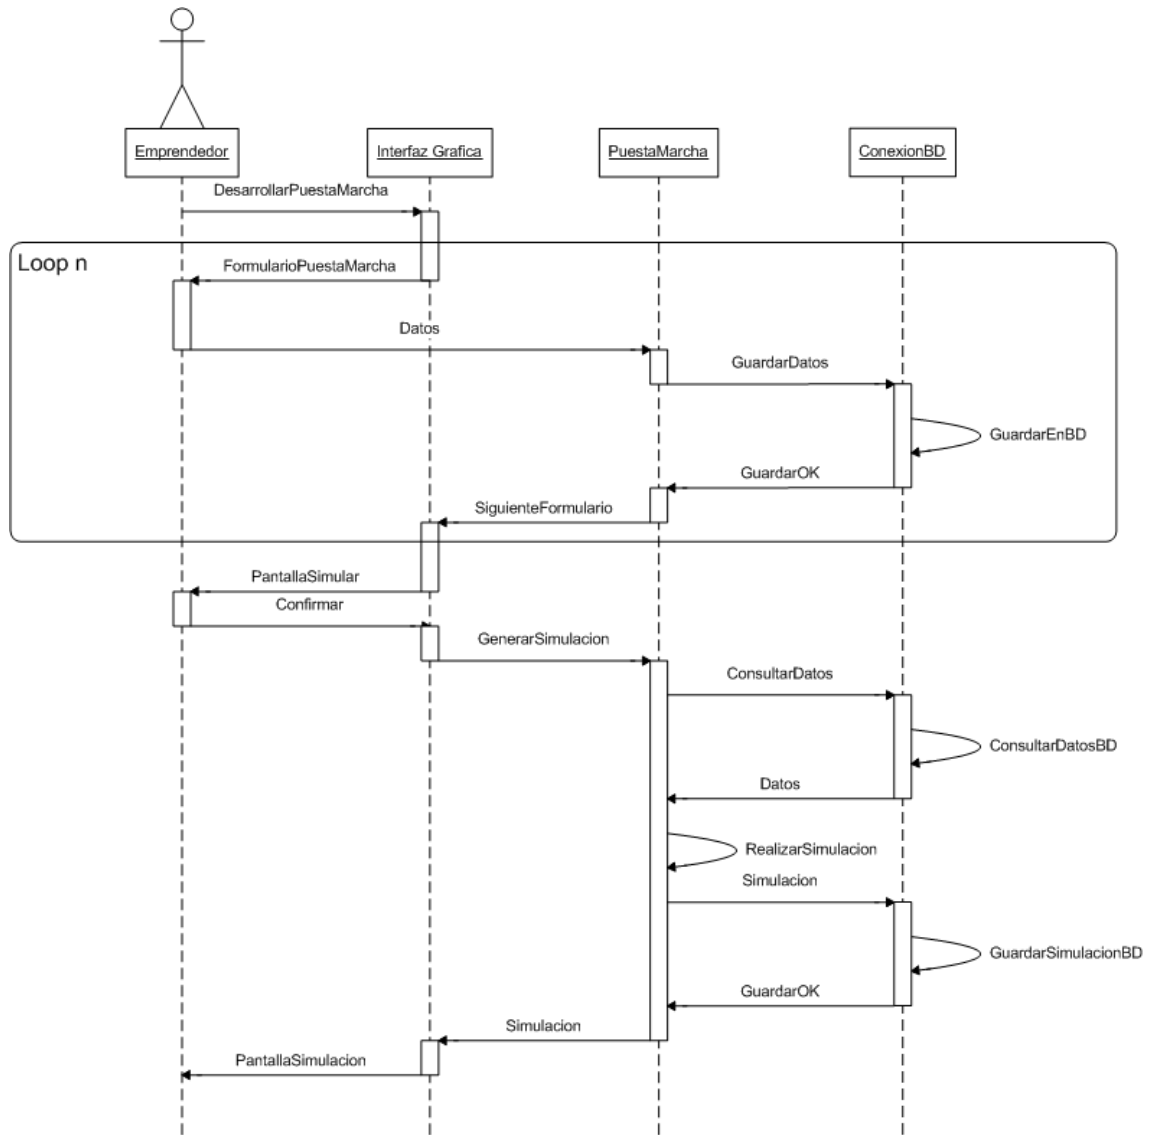 Emprendedor
Interfaz Grafica
PuestaMarcha
ConexionBD
DesarrollarPuestaMarcha
Loop n
FormularioPuestaMarcha
Datos
GuardarDatos
GuardarEnBD
GuardarOK
SiguienteFormulario
PantallaSimular
Confirmar
GenerarSimulacion
ConsultarDatos
ConsultarDatosBD
Datos
RealizarSimulacion
Simulacion
GuardarSimulacionBD
GuardarOK
Simulacion
PantallaSimulacion